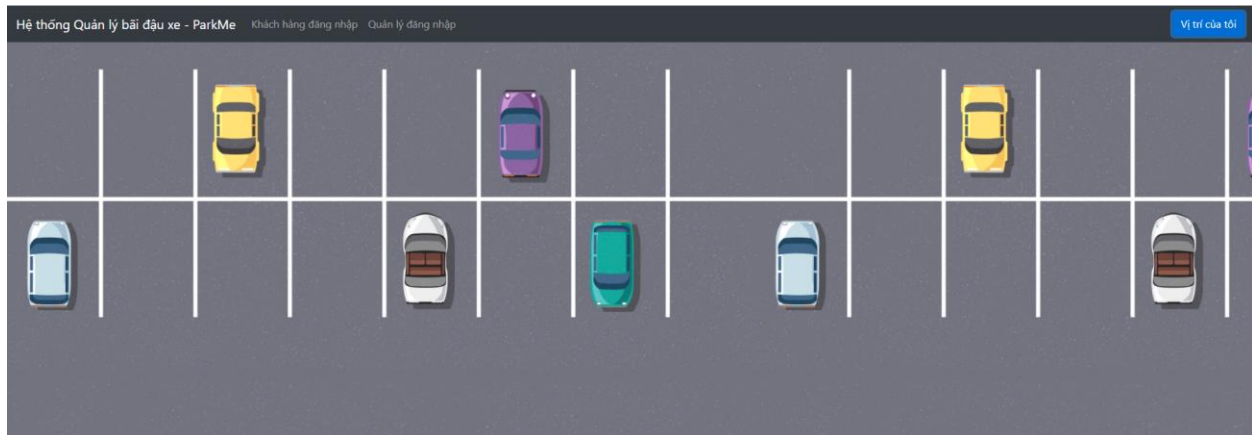 Hệ thống Quản lý bãi đậu xe - ParkMe Khách hàng đăng nhập Quản lý đăng nhập Vị trí của tôi